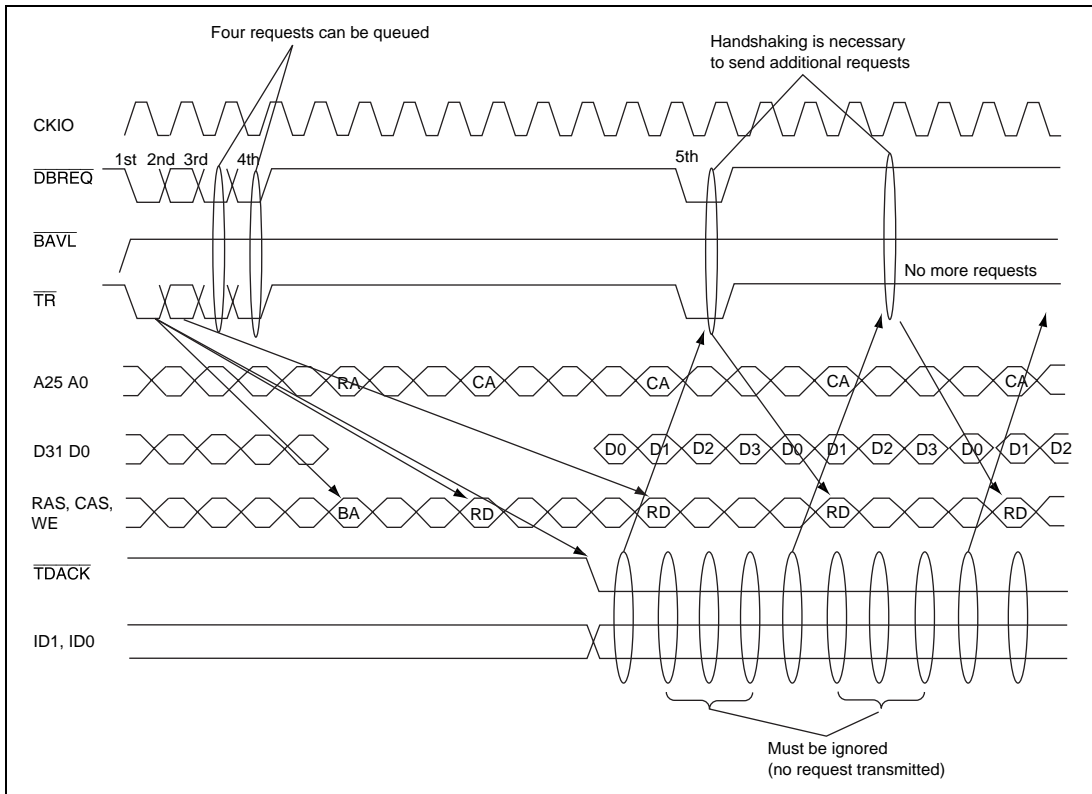 Four requests can be queued
Handshaking is necessary
to send additional requests
CKIO
1st 2nd 3rd 4th 5th
DBREQ
BAVL
TR
No more requests
A25 A0 RA CA CA CA CA
D31 D0 D0 D1 D2 D3 D0 D1 D2 D3 D0 D1 D2
RAS, CAS,
WE
BA RD RD RD RD
TDACK
ID1, ID0
Must be ignored
(no request transmitted)